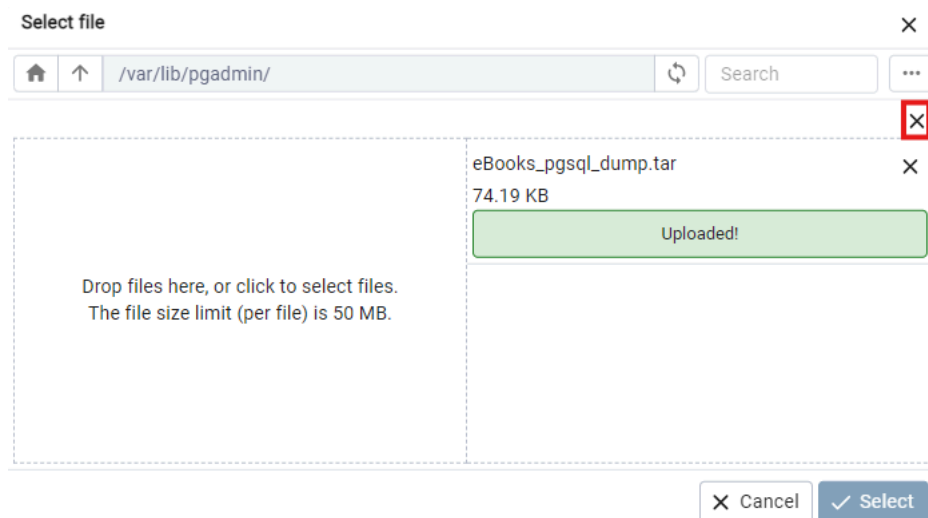 Select file
/var/lib/pgadmin/
Search
eBooks_pgsql_dump.tar
74.19 KB
Uploaded!
Drop files here, or click to select files.
The file size limit (per file) is 50 MB.
Cancel
Select